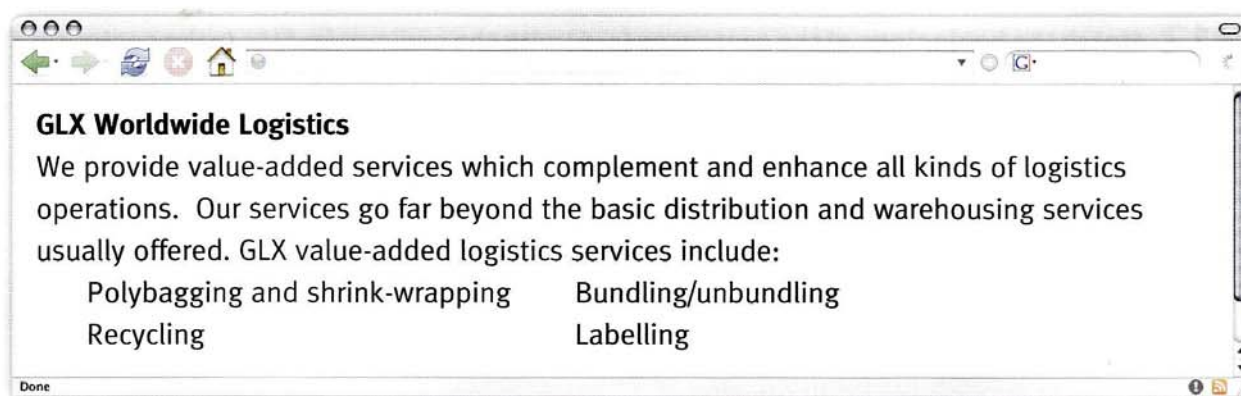 G
GLX Worldwide Logistics
We provide value-added services which complement and enhance all kinds of logistics
operations. Our services go far beyond the basic distribution and warehousing services
usually offered. GLX value-added logistics services include:
Polybagging and shrink-wrapping Bundling/unbundling
Recycling Labelling
Done